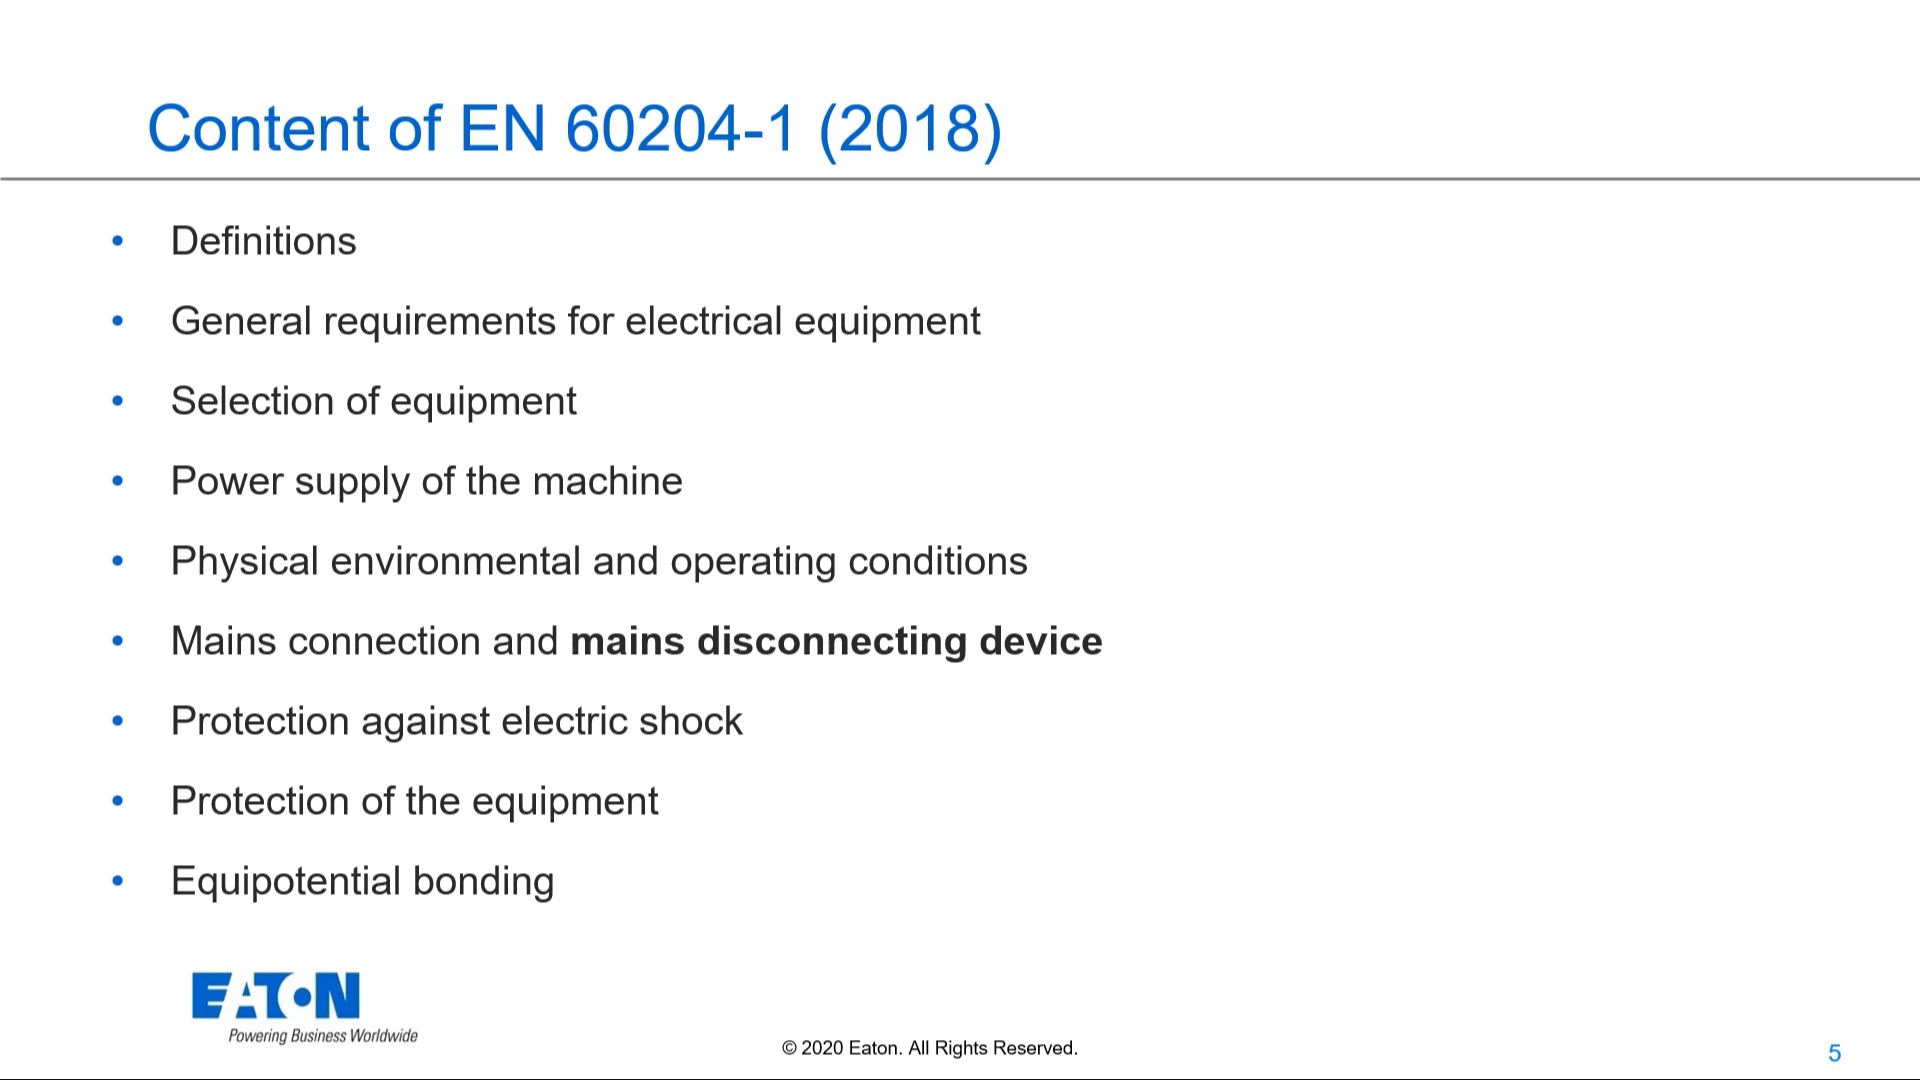 Content of EN 60204-1 (2018)
• Definitions
• General requirements for electrical equipment
• Selection of equipment
• Power supply of the machine
• Physical environmental and operating conditions
• Mains connection and mains disconnecting device
• Protection against electric shock
• Protection of the equipment
• Equipotential bonding
EATON
Powering Business Worldwide
© 2020 Eaton. All Rights Reserved.
5